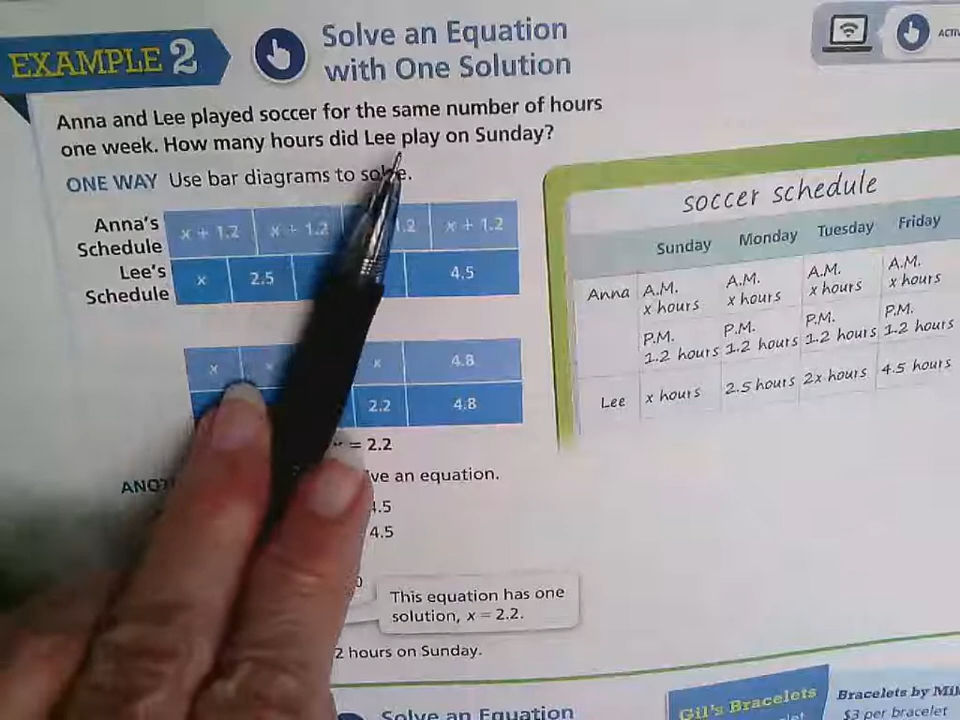 EXAMPLE 2
Solve an Equation
with One Solution
Anna and Lee played soccer for the same number of hours
one week. How many hours did Lee play on Sunday?
ONE WAY Use bar diagrams to solve.
Anna's Schedule x + 1.2 x + 1.2 1.2 x + 1.2
Lee's Schedule x 2.5 4.5
x x x 4.8
2.2 4.8
= 2.2
an equation.
4.5
4.5
This equation has one
solution, x = 2.2.
2 hours on Sunday.
soccer schedule
Sunday Monday Tuesday Friday
Anna A.M. A.M. A.M. A.M.
x hours x hours x hours x hours
P.M. P.M. P.M. P.M.
1.2 hours 1.2 hours 1.2 hours 1.2 hours
Lee x hours 2.5 hours 2x hours 4.5 hours
Solve an Equation
Gil's Bracelets
Bracelets by
$3 per bracelet